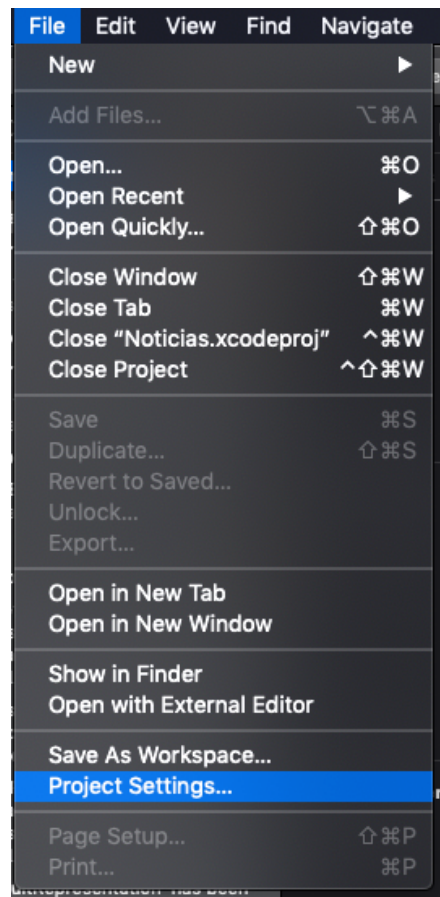 File Edit View Find Navigate
New ▶
Add Files... ⌥⌘A
Open... ⌘O
Open Recent ▶
Open Quickly... ⇧⌘O
Close Window ⇧⌘W
Close Tab ⌘W
Close “Noticias.xcodeproj” ^⌘W
Close Project ^⇧⌘W
Save ⌘S
Duplicate... ⇧⌘S
Revert to Saved...
Unlock...
Export...
Open in New Tab
Open in New Window
Show in Finder
Open with External Editor
Save As Workspace...
Project Settings...
Page Setup... ⇧⌘P
Print... ⌘P